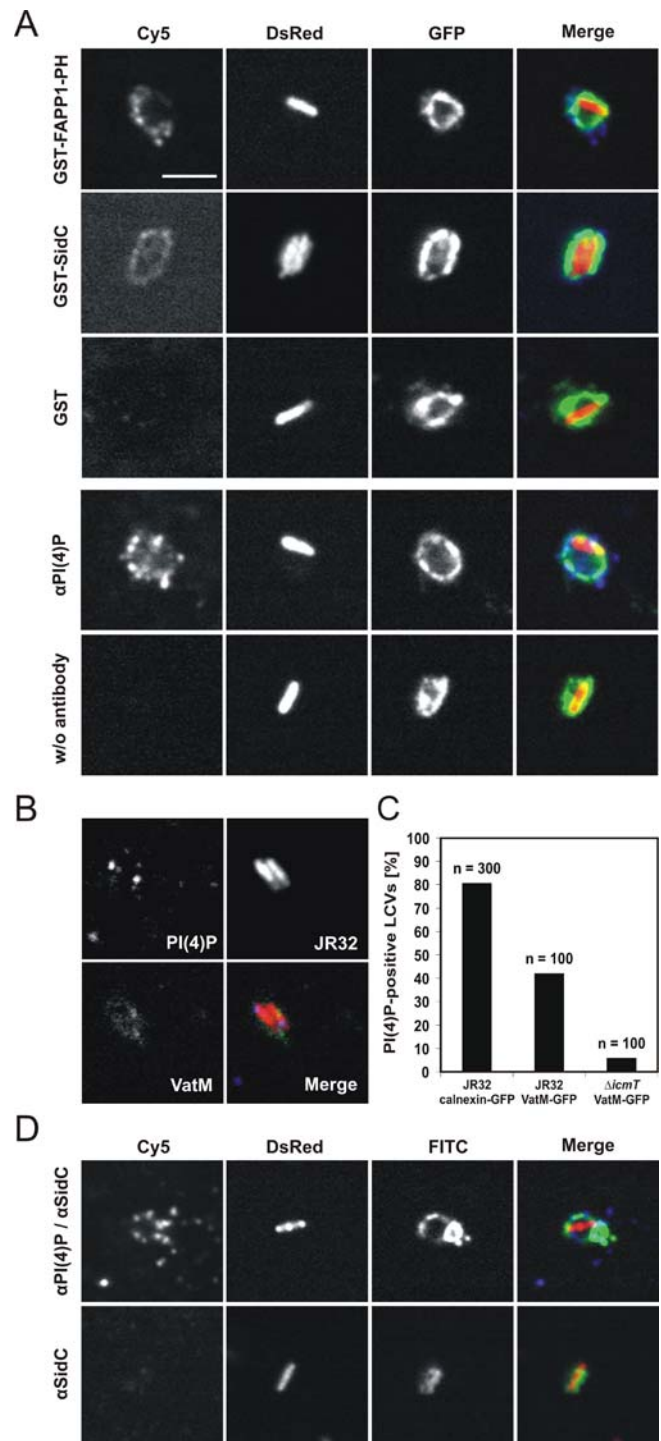 A
Cy5 DsRed GFP Merge
GST-FAPP1-PH
GST-SidC
GST
αPI(4)P
w/o antibody
B
PI(4)P JR32
VatM Merge
C
PI(4)P-positive LCVs [%]
100
90
80
70
60
50
40
30
20
10
0
n = 300
n = 100
n = 100
JR32 JR32 ΔicmT
calnexin-GFP VatM-GFP VatM-GFP
D
Cy5 DsRed FITC Merge
αPI(4)P / αSidC
αSidC